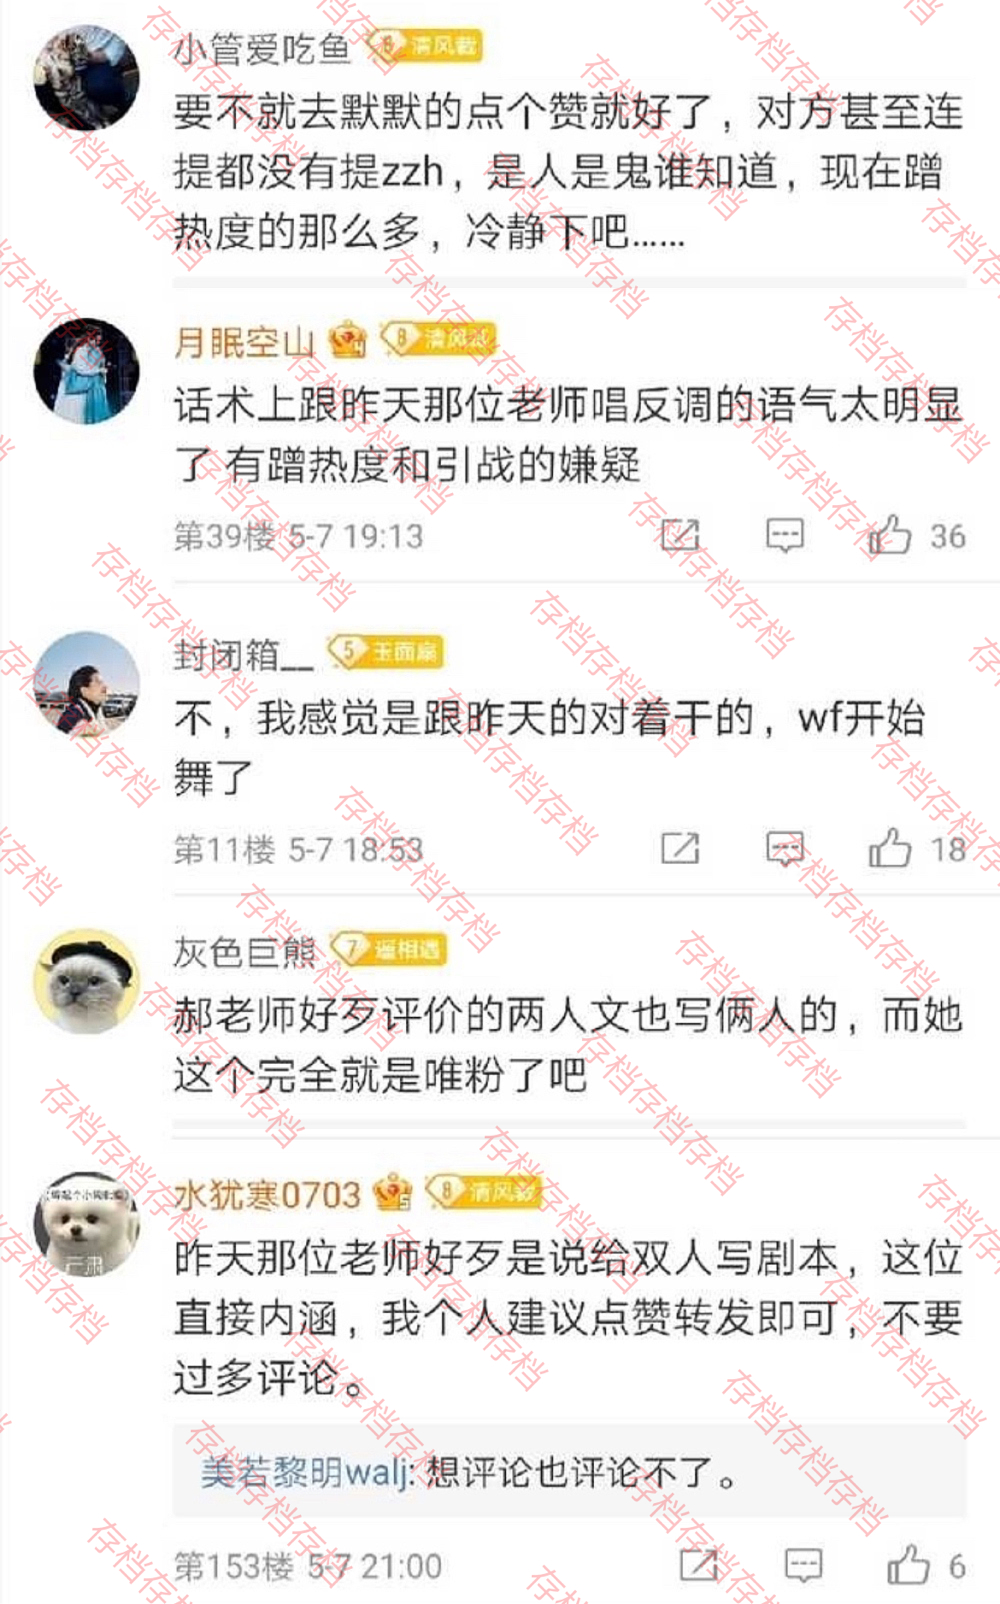 小管爱吃鱼 8 清风裁
要不就去默默的点个赞就好了，对方甚至连
提都没有提zzh，是人是鬼谁知道，现在蹭
热度的那么多，冷静下吧……
月眠空山 4 8 清风裁
话术上跟昨天那位老师唱反调的语气太明显
了 有蹭热度和引战的嫌疑
第39楼 5-7 19:13 36
封闭箱__ 5 玉面扇
不，我感觉是跟昨天的对着干的，wf开始
舞了
第11楼 5-7 18:53 18
灰色巨熊 7 遥相遇
郝老师好歹评价的两人文也写俩人的，而她
这个完全就是唯粉了吧
水犹寒0703 5 8 清风裁
昨天那位老师好歹是说给双人写剧本，这位
直接内涵，我个人建议点赞转发即可，不要
过多评论。
美若黎明walj: 想评论也评论不了。
第153楼 5-7 21:00 6
存档存档存档存档